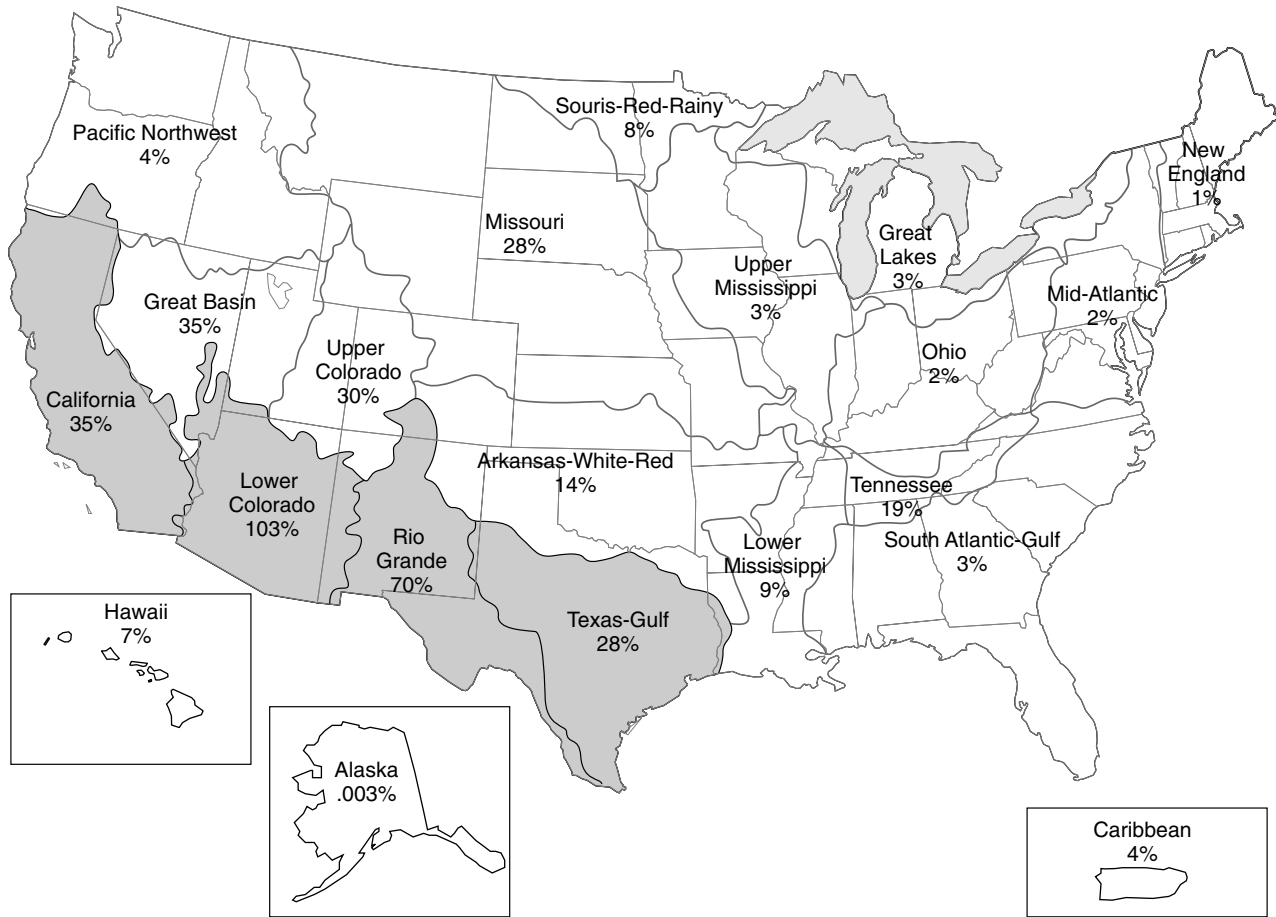 Souris-Red-Rainy
8%
Pacific Northwest
4%
New
England
1%
Missouri
28%
Great
Lakes
3%
Upper
Mississippi
3%
Great Basin
35%
Mid-Atlantic
2%
Upper
Colorado
30%
Ohio
2%
California
35%
Arkansas-White-Red
14%
Lower
Colorado
103%
Tennessee
19%
Rio
Grande
70%
Lower
Mississippi
9%
South Atlantic-Gulf
3%
Texas-Gulf
28%
Hawaii
7%
Alaska
.003%
Caribbean
4%